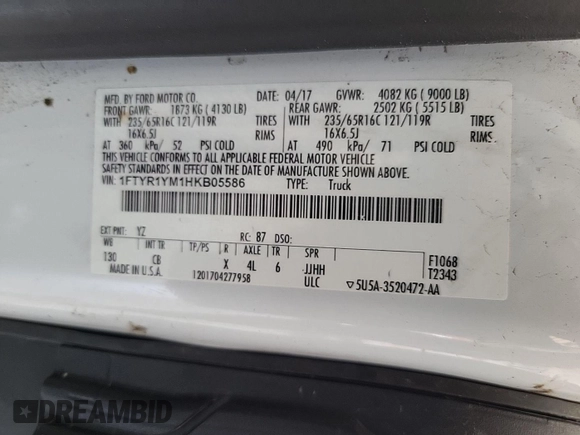 MFD. BY FORD MOTOR CO. DATE: 04/17 GVWR: 4082 KG ( 9000 LB)
FRONT GAWR: 1873 KG ( 4130 LB) REAR GAWR: 2502 KG ( 5515 LB)
WITH 235/65R16C 121/119R TIRES WITH 235/65R16C 121/119R TIRES
16X6.5J RIMS 16X6.5J RIMS
AT 360 kPa/ 52 PSI COLD AT 490 kPa/ 71 PSI COLD
THIS VEHICLE CONFORMS TO ALL APPLICABLE FEDERAL MOTOR VEHICLE
SAFETY STANDARDS IN EFFECT ON THE DATE OF MANUFACTURE SHOWN ABOVE.
VIN: 1FTYR1YM1HKB05586 TYPE: Truck
EXT PNT: YZ RC: 87 DSO:
WB INT TR TP/PS R AXLE TR SPR F1068
130 CB X 4L 6 JJHH T2343
MADE IN U.S.A. 1201704277958 ULC ▽5U5A-3520472-AA
DREAMBID